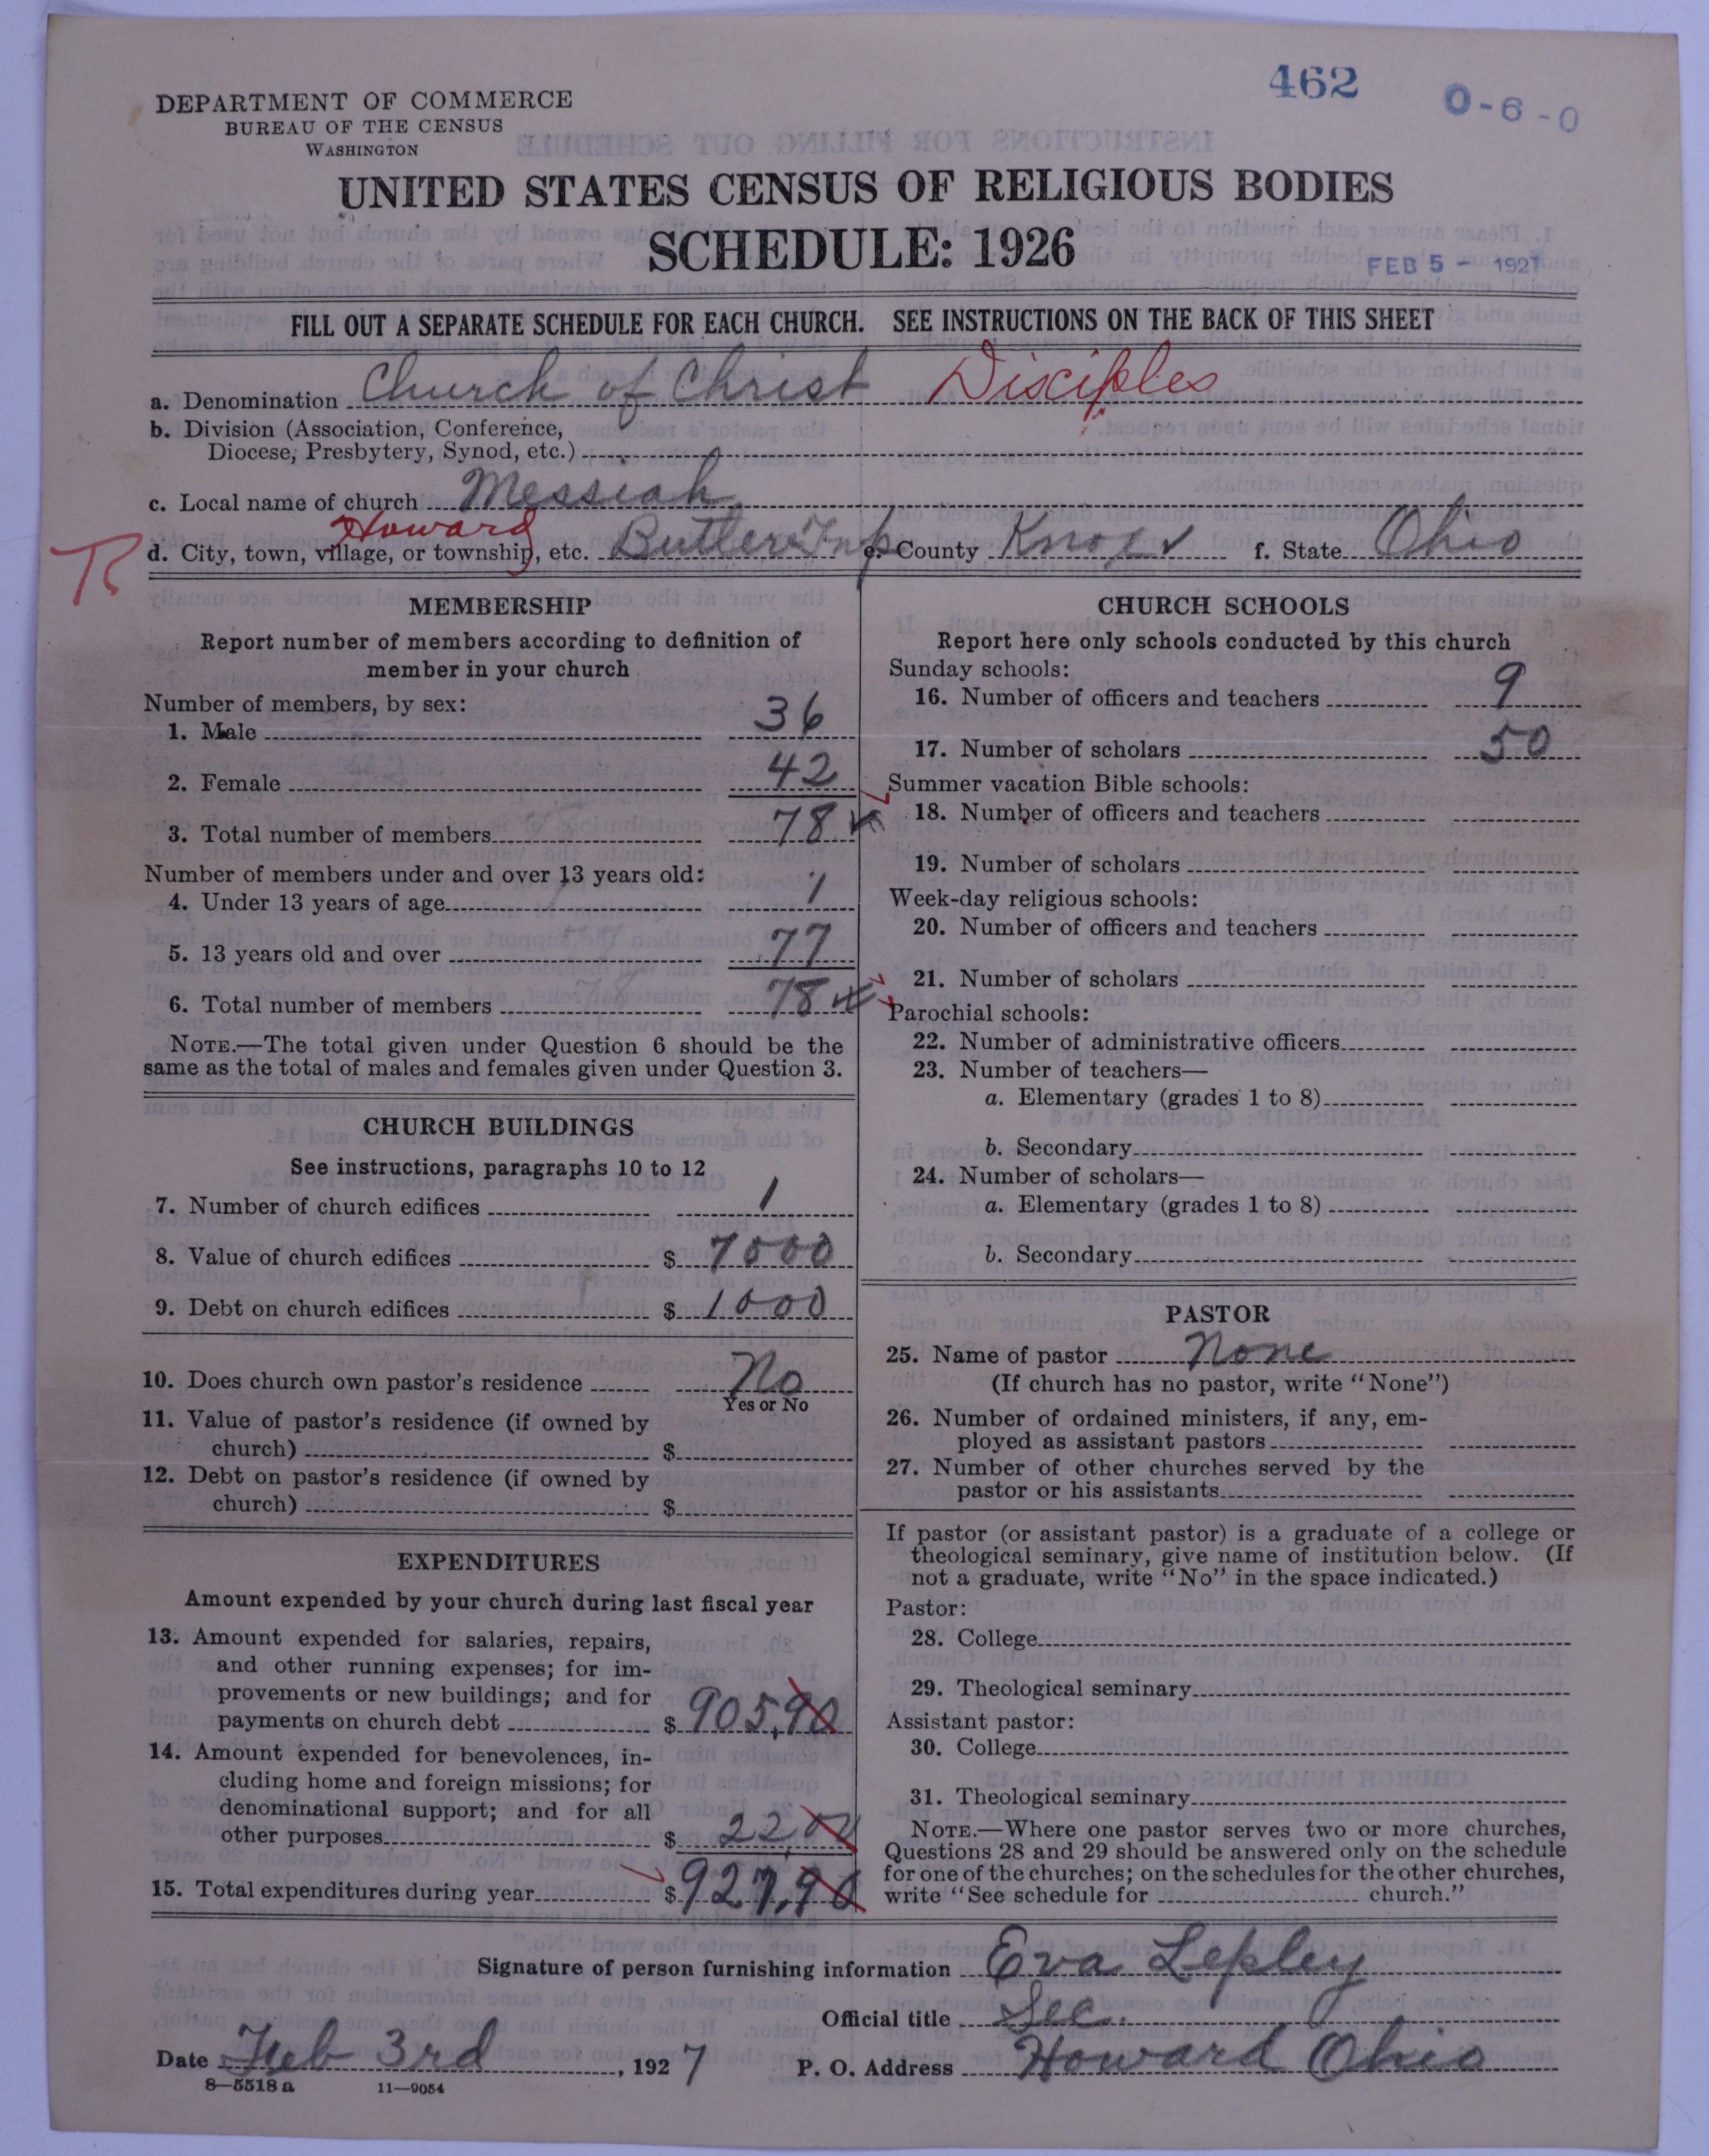 462
0-6-0
DEPARTMENT OF COMMERCE
BUREAU OF THE CENSUS
WASHINGTON
UNITED STATES CENSUS OF RELIGIOUS BODIES
SCHEDULE: 1926
FEB 5 - 1927
FILL OUT A SEPARATE SCHEDULE FOR EACH CHURCH. SEE INSTRUCTIONS ON THE BACK OF THIS SHEET
a. Denomination Church of Christ Disciples
b. Division (Association, Conference,
Diocese, Presbytery, Synod, etc.)
c. Local name of church Messiah
Howard
d. City, town, village, or township, etc. Butler Twp e. County Knox f. State Ohio
MEMBERSHIP
Report number of members according to definition of
member in your church
Number of members, by sex:
1. Male 36
2. Female 42
3. Total number of members 78
Number of members under and over 13 years old:
4. Under 13 years of age 1
5. 13 years old and over 77
6. Total number of members 78
NOTE.—The total given under Question 6 should be the
same as the total of males and females given under Question 3.
CHURCH BUILDINGS
See instructions, paragraphs 10 to 12
7. Number of church edifices 1
8. Value of church edifices $ 7000
9. Debt on church edifices $ 1000
10. Does church own pastor's residence No
Yes or No
11. Value of pastor's residence (if owned by
church) $
12. Debt on pastor's residence (if owned by
church) $
EXPENDITURES
Amount expended by your church during last fiscal year
13. Amount expended for salaries, repairs,
and other running expenses; for im-
provements or new buildings; and for
payments on church debt $ 905,90
14. Amount expended for benevolences, in-
cluding home and foreign missions; for
denominational support; and for all
other purposes $ 22,00
15. Total expenditures during year $ 927,90
CHURCH SCHOOLS
Report here only schools conducted by this church
Sunday schools:
16. Number of officers and teachers 9
17. Number of scholars 50
Summer vacation Bible schools:
18. Number of officers and teachers
19. Number of scholars
Week-day religious schools:
20. Number of officers and teachers
21. Number of scholars
Parochial schools:
22. Number of administrative officers
23. Number of teachers—
a. Elementary (grades 1 to 8)
b. Secondary
24. Number of scholars—
a. Elementary (grades 1 to 8)
b. Secondary
PASTOR
25. Name of pastor None
(If church has no pastor, write "None")
26. Number of ordained ministers, if any, em-
ployed as assistant pastors
27. Number of other churches served by the
pastor or his assistants
If pastor (or assistant pastor) is a graduate of a college or
theological seminary, give name of institution below. (If
not a graduate, write "No" in the space indicated.)
Pastor:
28. College
29. Theological seminary
Assistant pastor:
30. College
31. Theological seminary
NOTE.—Where one pastor serves two or more churches,
Questions 28 and 29 should be answered only on the schedule
for one of the churches; on the schedules for the other churches,
write "See schedule for church."
Signature of person furnishing information Eva Lepley
Official title Sec.
Date Feb 3rd, 1927 P. O. Address Howard Ohio
8—5518 a 11—9054